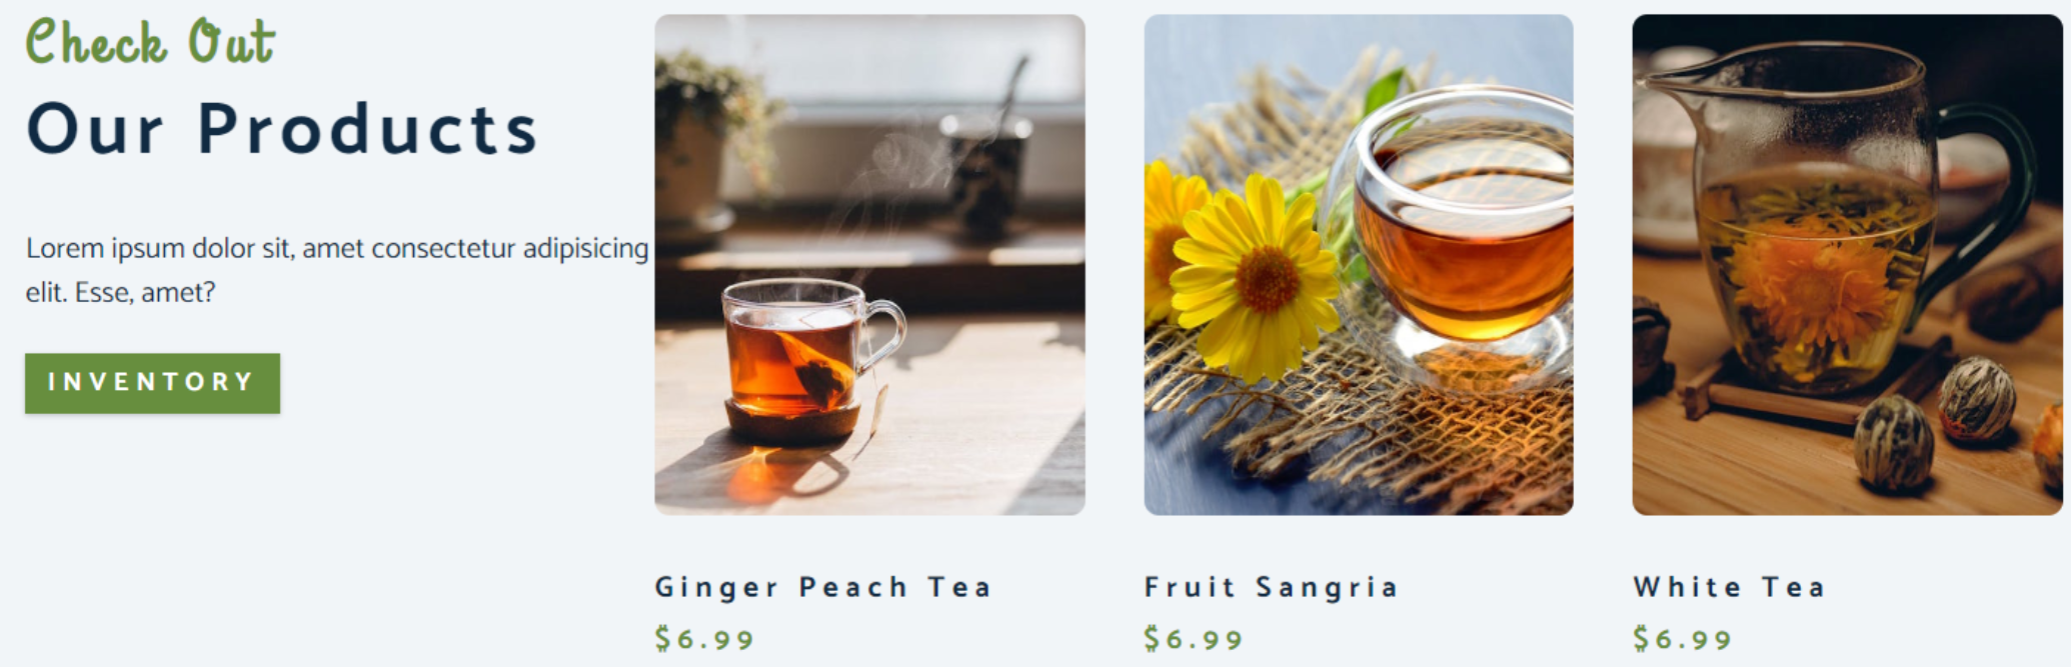 Check Out
Our Products
Lorem ipsum dolor sit, amet consectetur adipisicing
elit. Esse, amet?
INVENTORY
Ginger Peach Tea
$6.99
Fruit Sangria
$6.99
White Tea
$6.99